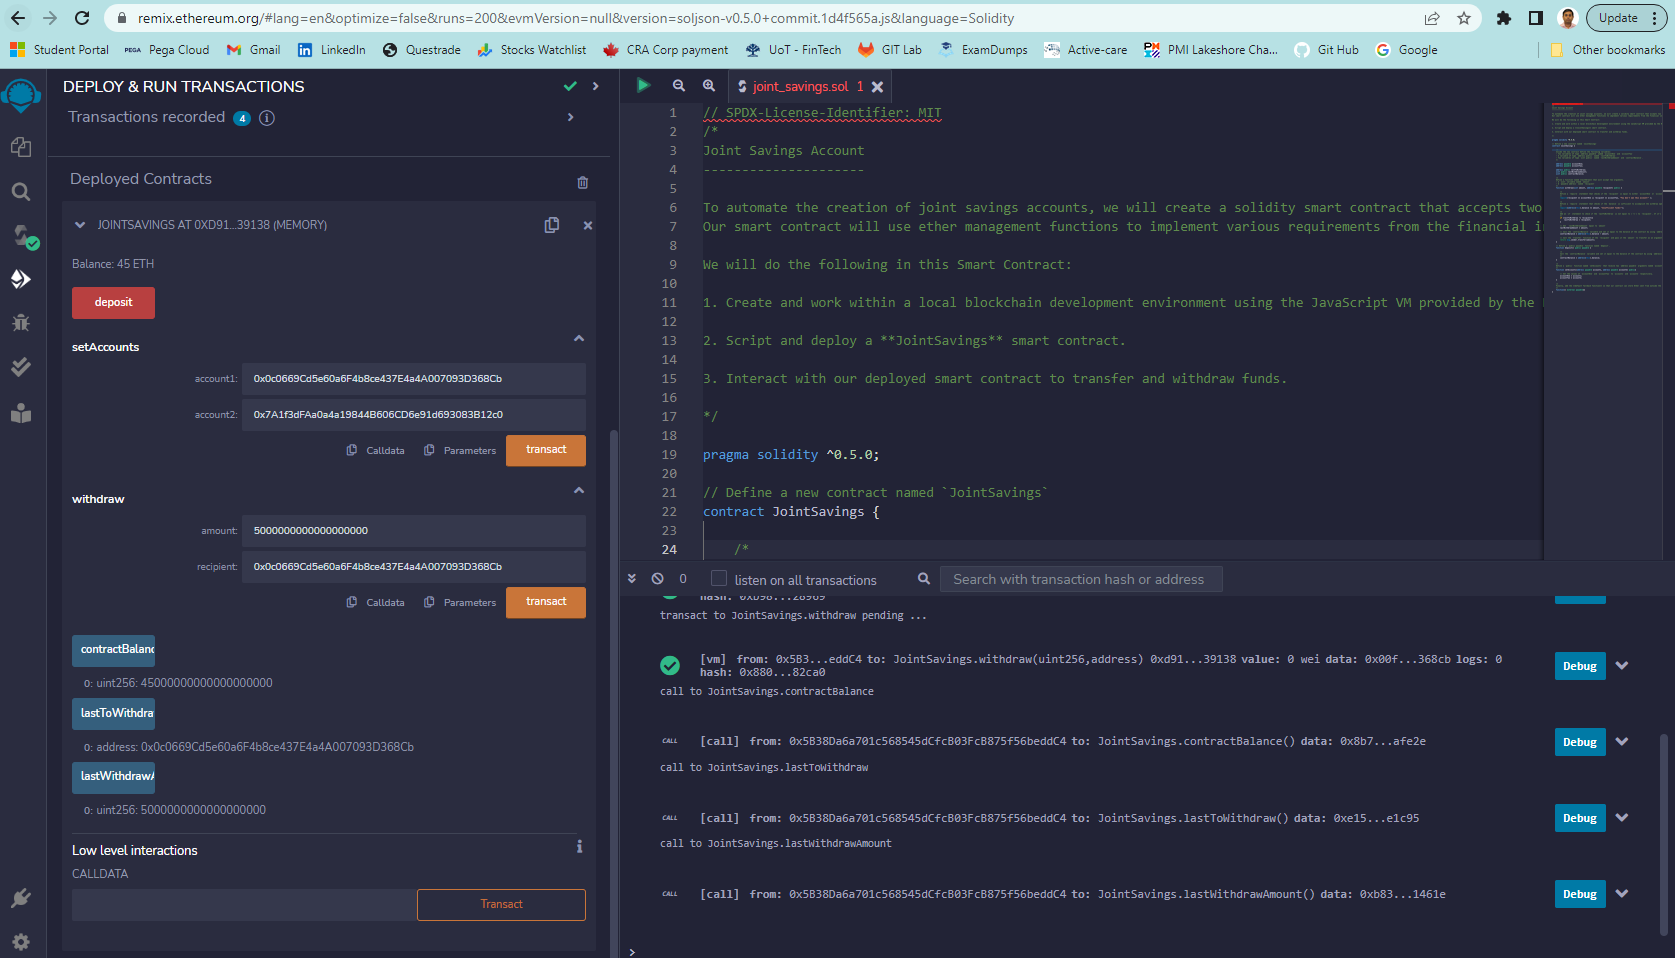 remix.ethereum.org/#lang=en&optimize=false&runs=200&evmVersion=null&version=soljson-v0.5.0+commit.1d4f565a.js&language=Solidity
Update
Student Portal PEGA Pega Cloud Gmail LinkedIn Questrade Stocks Watchlist CRA Corp payment UoT - FinTech GIT Lab ExamDumps Active-care PMI Lakeshore Cha... Git Hub Google Other bookmarks
DEPLOY & RUN TRANSACTIONS
Transactions recorded 4 i
Deployed Contracts
JOINTSAVINGS AT 0XD91...39138 (MEMORY)
Balance: 45 ETH
deposit
setAccounts
account1: 0x0c0669Cd5e60a6F4b8ce437E4a4A007093D368Cb
account2: 0x7A1f3dFAa0a4a19844B606CD6e91d693083B12c0
Calldata Parameters transact
withdraw
amount: 5000000000000000000
recipient: 0x0c0669Cd5e60a6F4b8ce437E4a4A007093D368Cb
Calldata Parameters transact
contractBalanc
0: uint256: 45000000000000000000
lastToWithdra
0: address: 0x0c0669Cd5e60a6F4b8ce437E4a4A007093D368Cb
lastWithdrawA
0: uint256: 5000000000000000000
Low level interactions i
CALLDATA
Transact
joint_savings.sol 1
1 // SPDX-License-Identifier: MIT
2 /*
3 Joint Savings Account
4 ---------------------
5
6 To automate the creation of joint savings accounts, we will create a solidity smart contract that accepts two
7 Our smart contract will use ether management functions to implement various requirements from the financial in
8
9 We will do the following in this Smart Contract:
10
11 1. Create and work within a local blockchain development environment using the JavaScript VM provided by the
12
13 2. Script and deploy a **JointSavings** smart contract.
14
15 3. Interact with our deployed smart contract to transfer and withdraw funds.
16
17 */
18
19 pragma solidity ^0.5.0;
20
21 // Define a new contract named `JointSavings`
22 contract JointSavings {
23
24 /*
0 listen on all transactions Search with transaction hash or address
hash: 0xb98...28969
transact to JointSavings.withdraw pending ...
[vm] from: 0x5B3...eddC4 to: JointSavings.withdraw(uint256,address) 0xd91...39138 value: 0 wei data: 0x00f...368cb logs: 0
hash: 0x880...82ca0
Debug
call to JointSavings.contractBalance
CALL [call] from: 0x5B38Da6a701c568545dCfcB03FcB875f56beddC4 to: JointSavings.contractBalance() data: 0x8b7...afe2e Debug
call to JointSavings.lastToWithdraw
CALL [call] from: 0x5B38Da6a701c568545dCfcB03FcB875f56beddC4 to: JointSavings.lastToWithdraw() data: 0xe15...e1c95 Debug
call to JointSavings.lastWithdrawAmount
CALL [call] from: 0x5B38Da6a701c568545dCfcB03FcB875f56beddC4 to: JointSavings.lastWithdrawAmount() data: 0xb83...1461e Debug
>